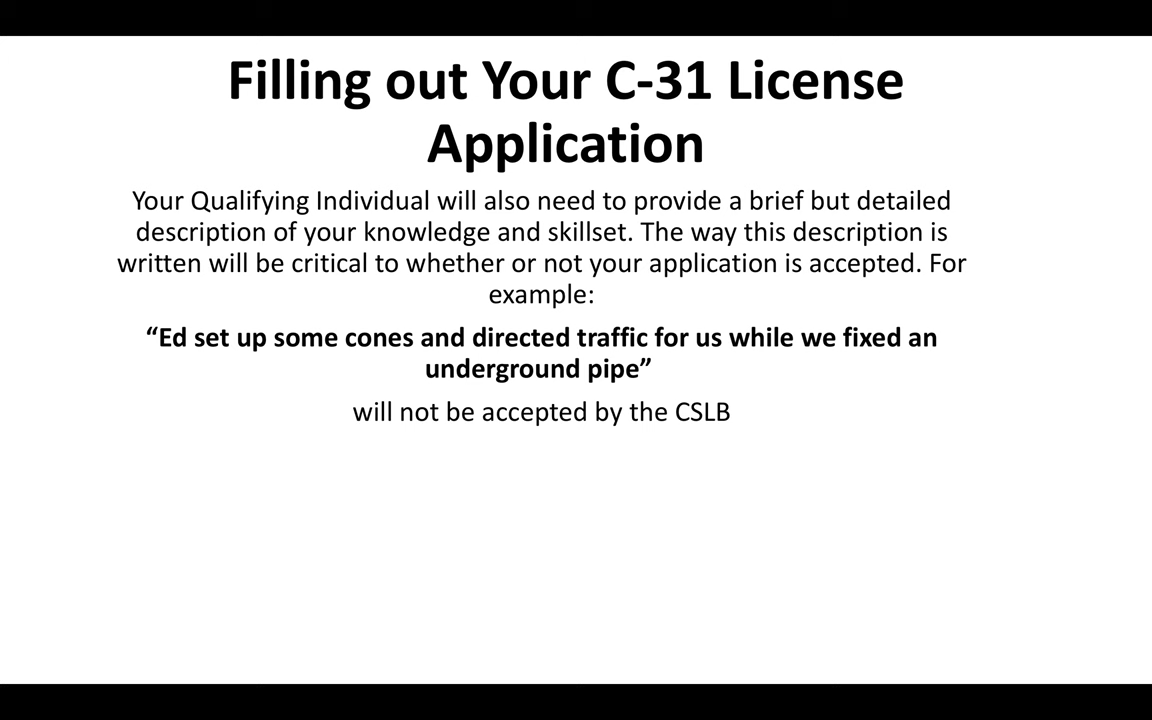 Filling out Your C-31 License
Application
Your Qualifying Individual will also need to provide a brief but detailed
description of your knowledge and skillset. The way this description is
written will be critical to whether or not your application is accepted. For
example:
“Ed set up some cones and directed traffic for us while we fixed an
underground pipe”
will not be accepted by the CSLB